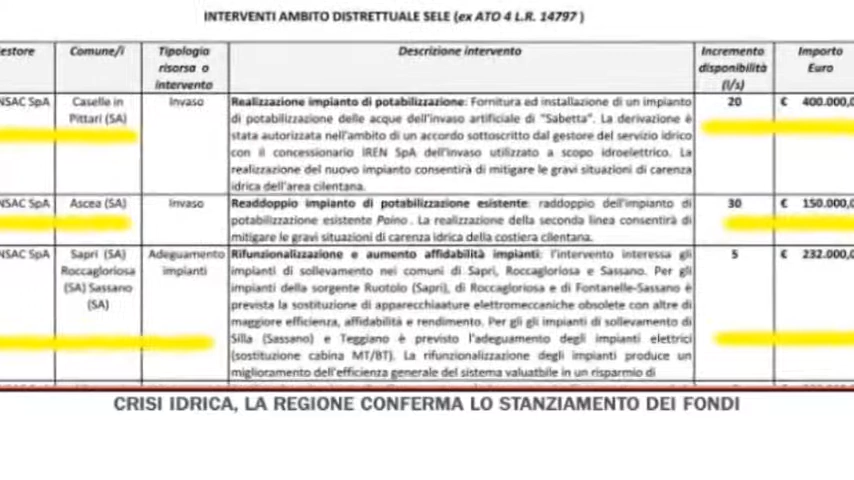 INTERVENTI AMBITO DISTRETTUALE SELE (ex ATO 4 L.R. 14797 )
estore
Comune/i
Tipologia
risorsa o
intervento
Descrizione intervento
Incremento
disponibilità
(l/s)
Importo
Euro
NSAC SpA
Caselle in
Pittari (SA)
Invaso
Realizzazione impianto di potabilizzazione: Fornitura ed installazione di un impianto
di potabilizzazione delle acque dell'invaso artificiale di "Sabetta". La derivazione è
stata autorizzata nell'ambito di un accordo sottoscritto dal gestore del servizio idrico
con il concessionario IREN SpA dell'invaso utilizzato a scopo idroelettrico. La
realizzazione del nuovo impianto consentirà di mitigare le gravi situazioni di carenza
idrica dell'area cilentana.
20
€ 400.000,0
NSAC SpA
Ascea (SA)
Invaso
Readdoppio impianto di potabilizzazione esistente: raddoppio dell'impianto di
potabilizzazione esistente Paino . La realizzazione della seconda linea consentirà di
mitigare le gravi situazioni di carenza idrica della costiera cilentana.
30
€ 150.000,0
NSAC SpA
Sapri (SA)
Roccagloriosa
(SA) Sassano
(SA)
Adeguamento
impianti
Rifunzionalizzazione e aumento affidabilità impianti: l'intervento interessa gli
impianti di sollevamento nei comuni di Sapri, Roccagloriosa e Sassano. Per gli
impianti della sorgente Ruotolo (Sapri), di Roccagloriosa e di Fontanelle-Sassano è
prevista la sostituzione di apparecchiature elettromeccaniche obsolete con altre di
maggiore efficienza, affidabilità e rendimento. Per gli gli impianti di sollevamento di
Silla (Sassano) e Teggiano è previsto l'adeguamento degli impianti elettrici
(sostituzione cabina MT/BT). La rifunzionalizzazione degli impianti produce un
miglioramento dell'efficienza generale del sistema valuatbile in un risparmio di
5
€ 232.000,0
CRISI IDRICA, LA REGIONE CONFERMA LO STANZIAMENTO DEI FONDI